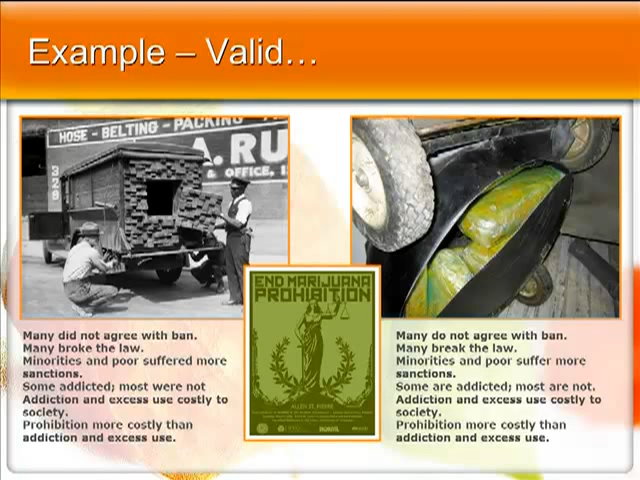 Example – Valid…
HOSE - BELTING - PACKING
A.RU
& OFFICE,
Many did not agree with ban.
Many broke the law.
Minorities and poor suffered more
sanctions.
Some addicted; most were not
Addiction and excess use costly to
society.
Prohibition more costly than
addiction and excess use.
END MARIJUANA
PROHIBITION
Many do not agree with ban.
Many break the law.
Minorities and poor suffer more
sanctions.
Some are addicted; most are not.
Addiction and excess use costly to
society.
Prohibition more costly than
addiction and excess use.